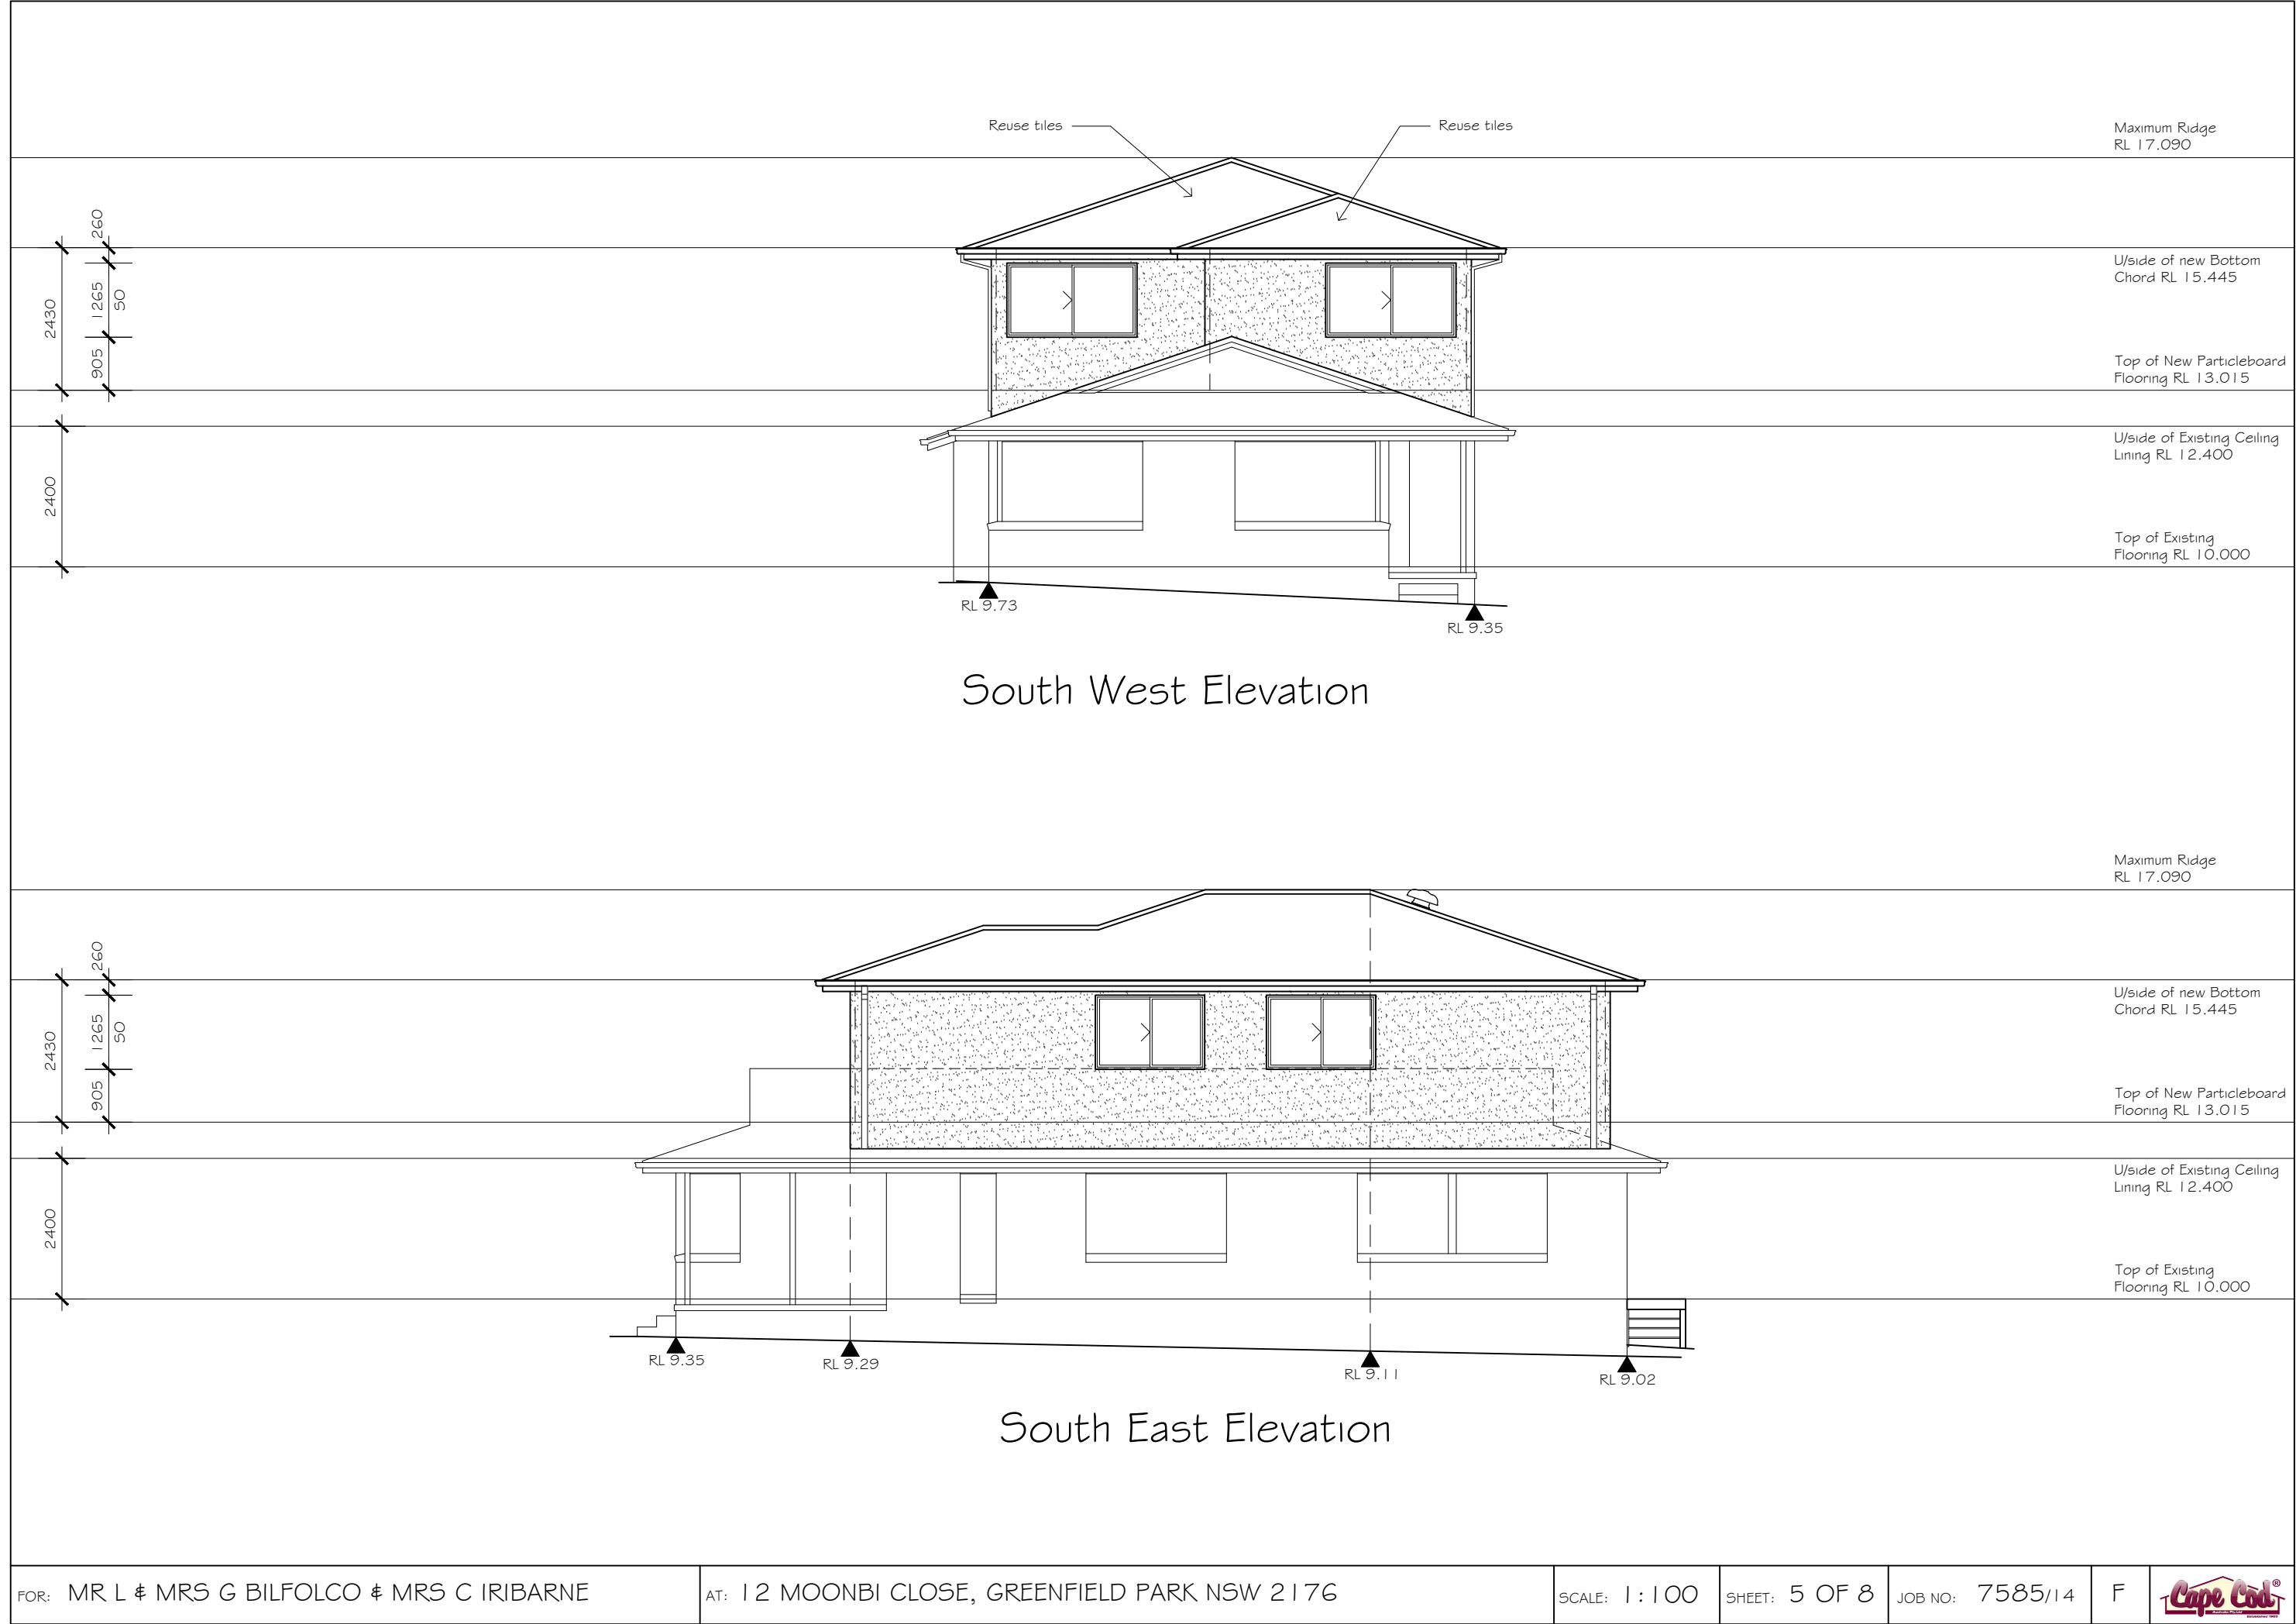 Reuse tiles
Reuse tiles
Maximum Ridge
RL 17.090
260
U/side of new Bottom
Chord RL 15.445
2430
1265
50
905
Top of New Particleboard
Flooring RL 13.015
U/side of Existing Ceiling
Lining RL 12.400
2400
Top of Existing
Flooring RL 10.000
RL 9.73
RL 9.35
South West Elevation
Maximum Ridge
RL 17.090
260
U/side of new Bottom
Chord RL 15.445
2430
1265
50
905
Top of New Particleboard
Flooring RL 13.015
U/side of Existing Ceiling
Lining RL 12.400
2400
Top of Existing
Flooring RL 10.000
RL 9.35
RL 9.29
RL 9.11
RL 9.02
South East Elevation
FOR: MR L & MRS G BILFOLCO & MRS C IRIBARNE
AT: 12 MOONBI CLOSE, GREENFIELD PARK NSW 2176
SCALE: 1:100
SHEET: 5 OF 8
JOB NO: 7585/14
F
Cape Cod®